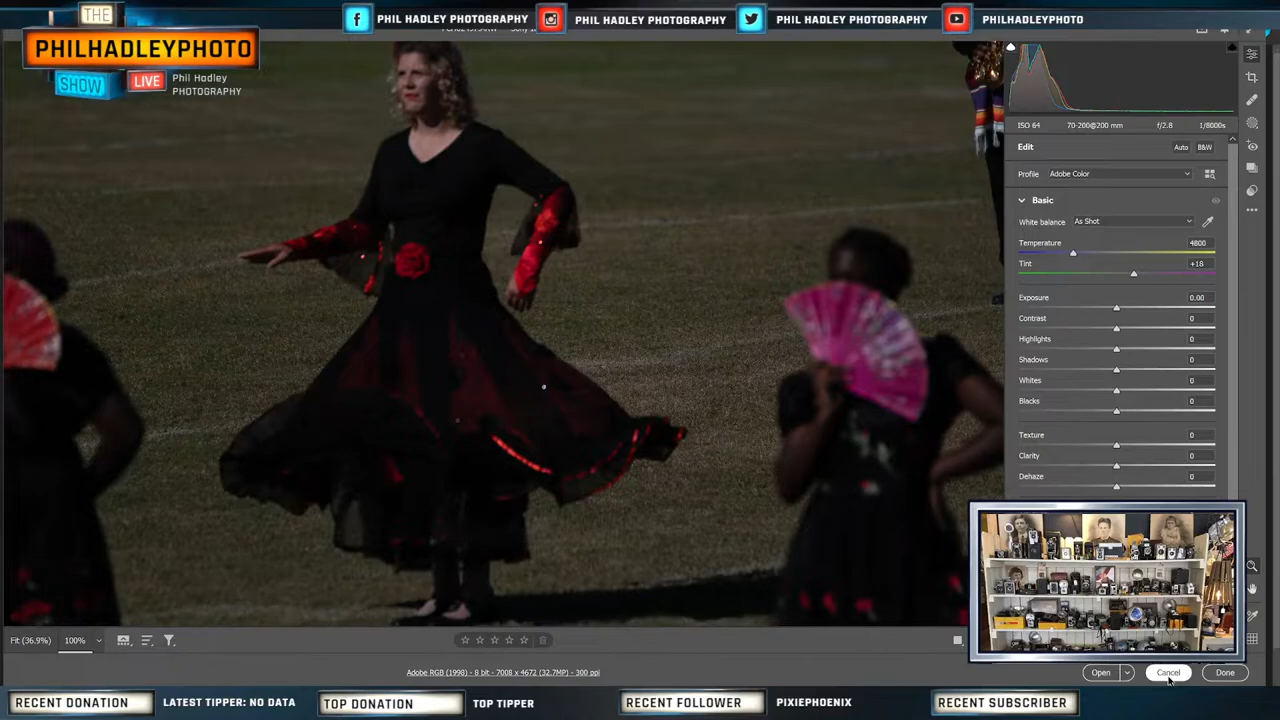 THE
PHILHADLEYPHOTO
SHOW
LIVE
Phil Hadley
PHOTOGRAPHY
PHIL HADLEY PHOTOGRAPHY
PHIL HADLEY PHOTOGRAPHY
PHIL HADLEY PHOTOGRAPHY
PHILHADLEYPHOTO
ISO 64 70-200@200 mm f/2.8 1/8000s
Edit Auto B&W
Profile Adobe Color
Basic
White balance As Shot
Temperature 4800
Tint +18
Exposure 0.00
Contrast 0
Highlights 0
Shadows 0
Whites 0
Blacks 0
Texture 0
Clarity 0
Dehaze 0
Fit (36.9%) 100%
Adobe RGB (1998) - 8 bit - 7008 x 4672 (32.7MP) - 300 ppi
Open Cancel Done
RECENT DONATION LATEST TIPPER: NO DATA TOP DONATION TOP TIPPER RECENT FOLLOWER PIXIEPHOENIX RECENT SUBSCRIBER